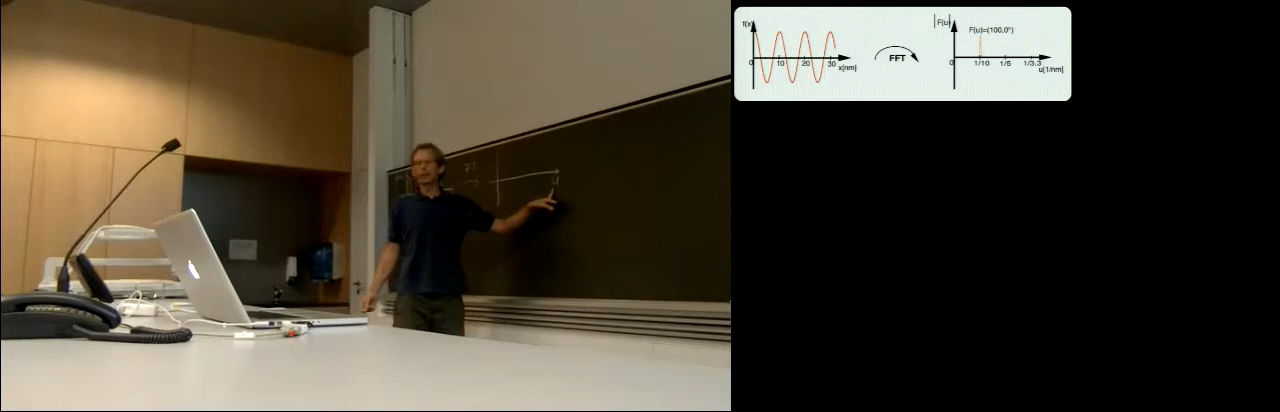 f(x)
0 10 20 30
x[nm]
FFT
|F(u)|
F(u)=(100,0°)
0 1/10 1/5 1/3.3
u[1/nm]
u